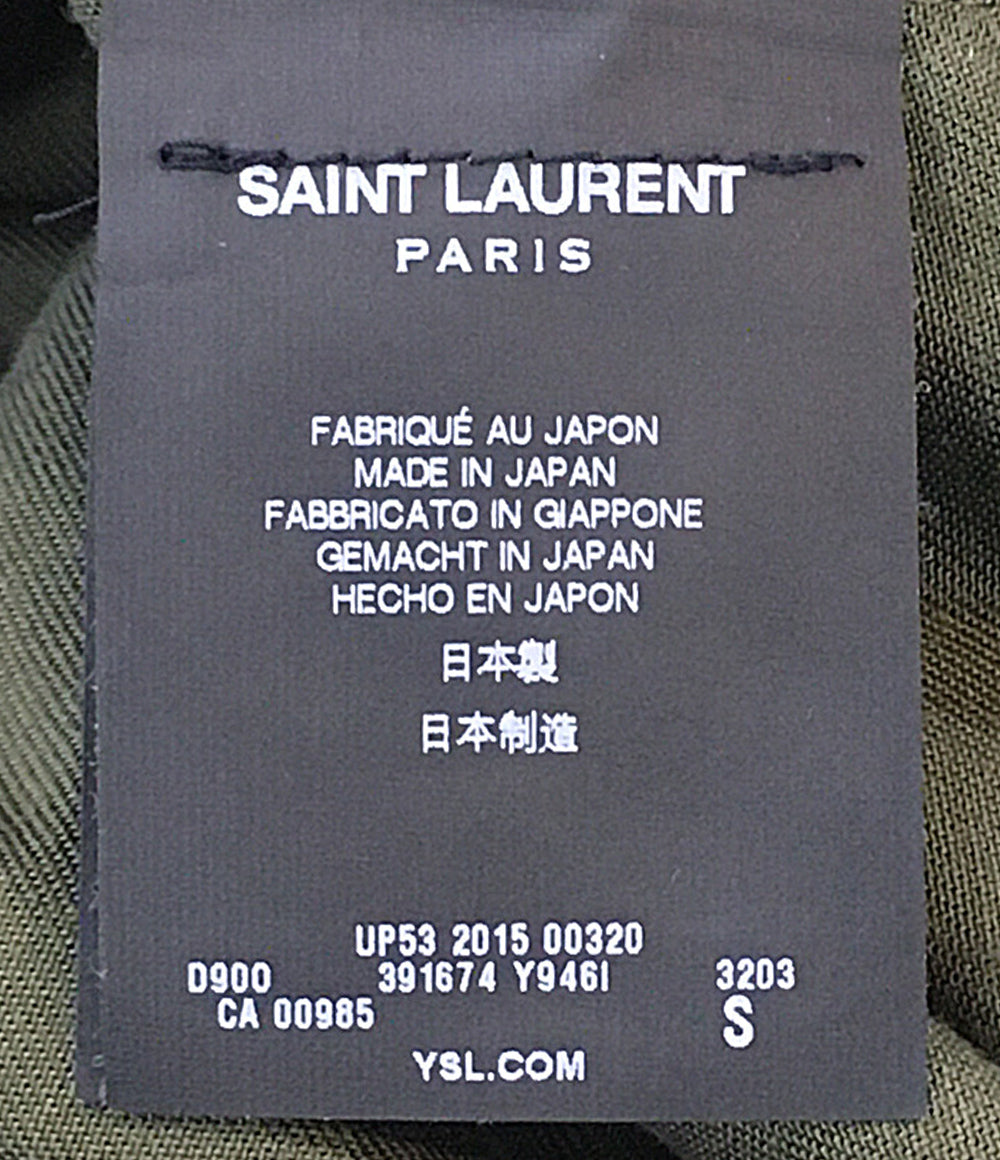 SAINT LAURENT
PARIS
FABRIQUÉ AU JAPON
MADE IN JAPAN
FABBRICATO IN GIAPPONE
GEMACHT IN JAPAN
HECHO EN JAPON
日本製
日本制造
UP53 2015 00320
D900 391674 Y946I 3203
CA 00985 S
YSL.COM